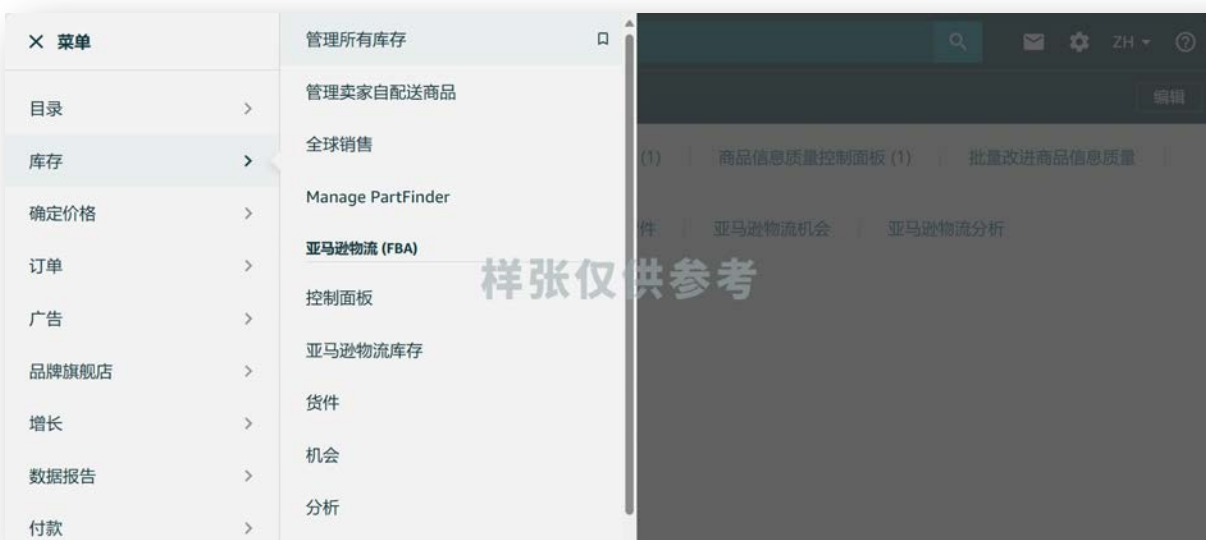 菜单
目录
库存
确定价格
订单
广告
品牌旗舰店
增长
数据报告
付款
管理所有库存
管理卖家自配送商品
全球销售
Manage PartFinder
亚马逊物流 (FBA)
控制面板
亚马逊物流库存
货件
机会
分析
ZH
编辑
(1) 商品信息质量控制面板 (1) 批量改进商品信息质量
件 亚马逊物流机会 亚马逊物流分析
样张仅供参考